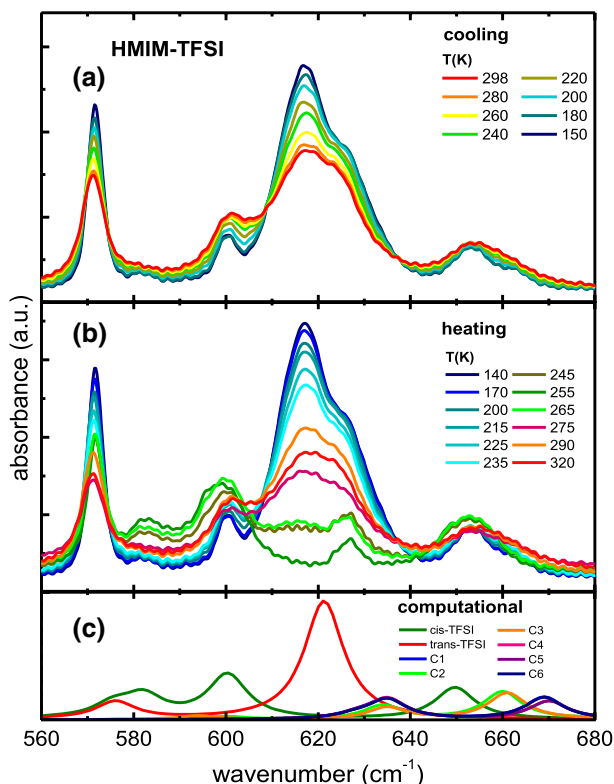 HMIM-TFSI
(a)
cooling
T(K)
298 220
280 200
260 180
240 150
(b)
heating
T(K)
140 245
170 255
200 265
215 275
225 290
235 320
absorbance (a.u.)
(c)
computational
cis-TFSI C3
trans-TFSI C4
C1 C5
C2 C6
560 580 600 620 640 660 680
wavenumber (cm-1)